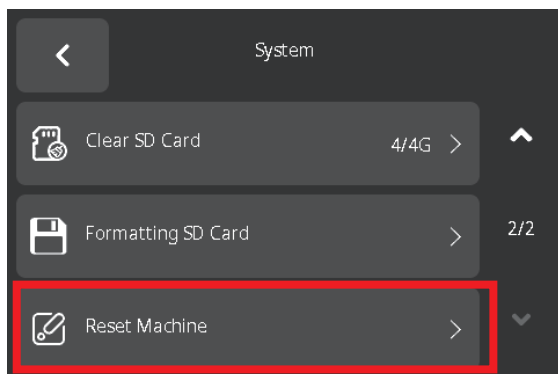 System
Clear SD Card 4/4G
Formatting SD Card
2/2
Reset Machine